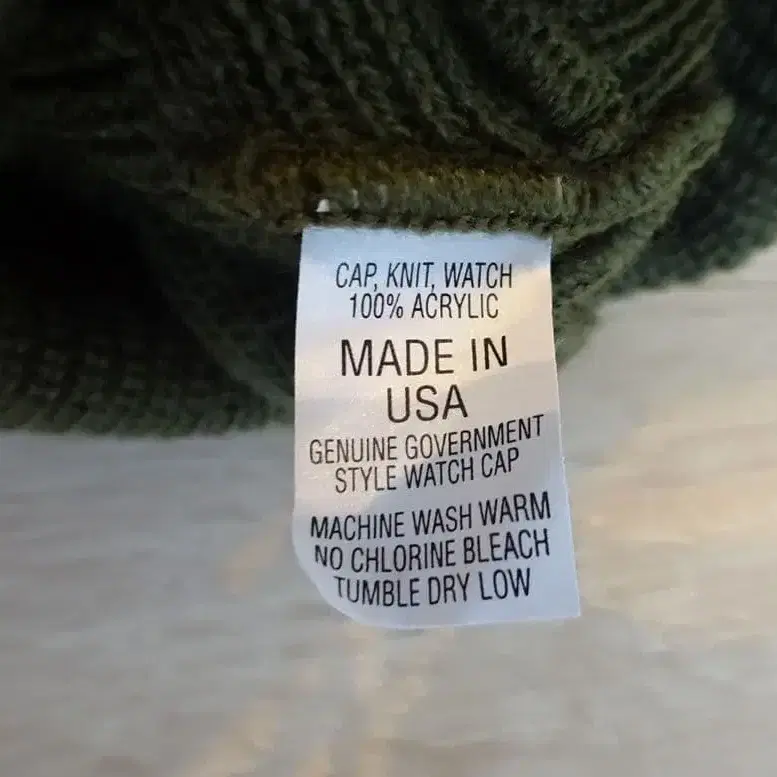 CAP, KNIT, WATCH
100% ACRYLIC
MADE IN
USA
GENUINE GOVERNMENT
STYLE WATCH CAP
MACHINE WASH WARM
NO CHLORINE BLEACH
TUMBLE DRY LOW